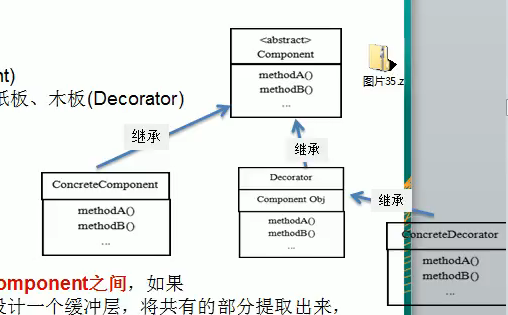 <abstract>
Component
methodA()
methodB()
...
图片35.z
nt)
纸板、木板(Decorator)
继承
继承
Decorator
Component Obj
methodA()
methodB()
...
继承
ConcreteComponent
methodA()
methodB()
...
ConcreteDecorator
methodA()
methodB()
...
omponent之间，如果
设计一个缓冲层，将共有的部分提取出来，